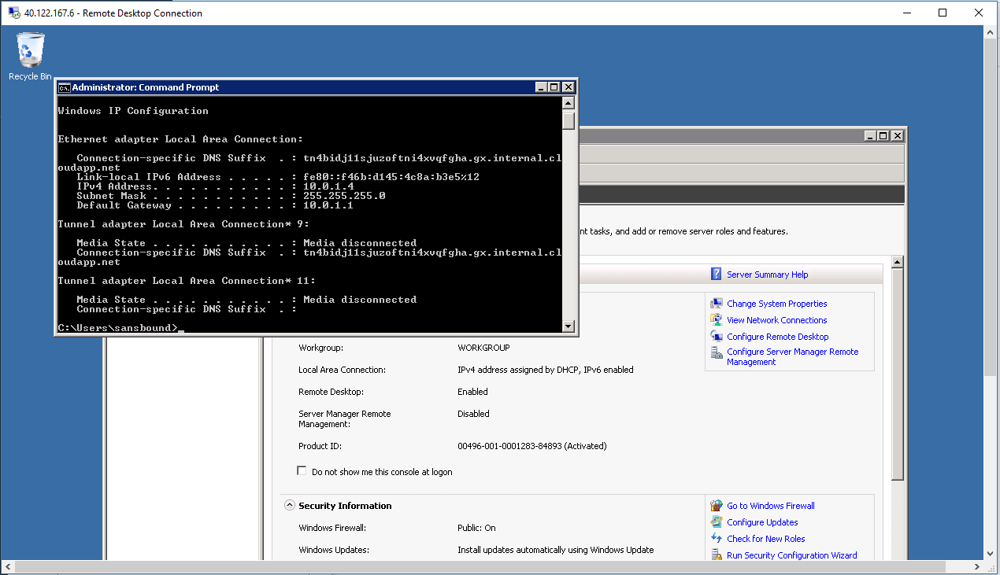 40.122.167.6 - Remote Desktop Connection
Recycle Bin
Administrator: Command Prompt
Windows IP Configuration
Ethernet adapter Local Area Connection:
Connection-specific DNS Suffix . : tn4bidj11sjuzoftni4xvqfgha.gx.internal.cl
oudapp.net
Link-local IPv6 Address . . . . . : fe80::f46b:d145:4c8a:b3e5%12
IPv4 Address. . . . . . . . . . . : 10.0.1.4
Subnet Mask . . . . . . . . . . . : 255.255.255.0
Default Gateway . . . . . . . . . : 10.0.1.1
Tunnel adapter Local Area Connection* 9:
Media State . . . . . . . . . . . : Media disconnected
Connection-specific DNS Suffix . : tn4bidj11sjuzoftni4xvqfgha.gx.internal.cl
oudapp.net
Tunnel adapter Local Area Connection* 11:
Media State . . . . . . . . . . . : Media disconnected
Connection-specific DNS Suffix . :
C:\Users\sansbound>_
nt tasks, and add or remove server roles and features.
Server Summary Help
Change System Properties
View Network Connections
Configure Remote Desktop
Configure Server Manager Remote
Management
Workgroup: WORKGROUP
Local Area Connection: IPv4 address assigned by DHCP, IPv6 enabled
Remote Desktop: Enabled
Server Manager Remote
Management: Disabled
Product ID: 00496-001-0001283-84893 (Activated)
Do not show me this console at logon
Security Information
Windows Firewall: Public: On
Windows Updates: Install updates automatically using Windows Update
Go to Windows Firewall
Configure Updates
Check for New Roles
Run Security Configuration Wizard